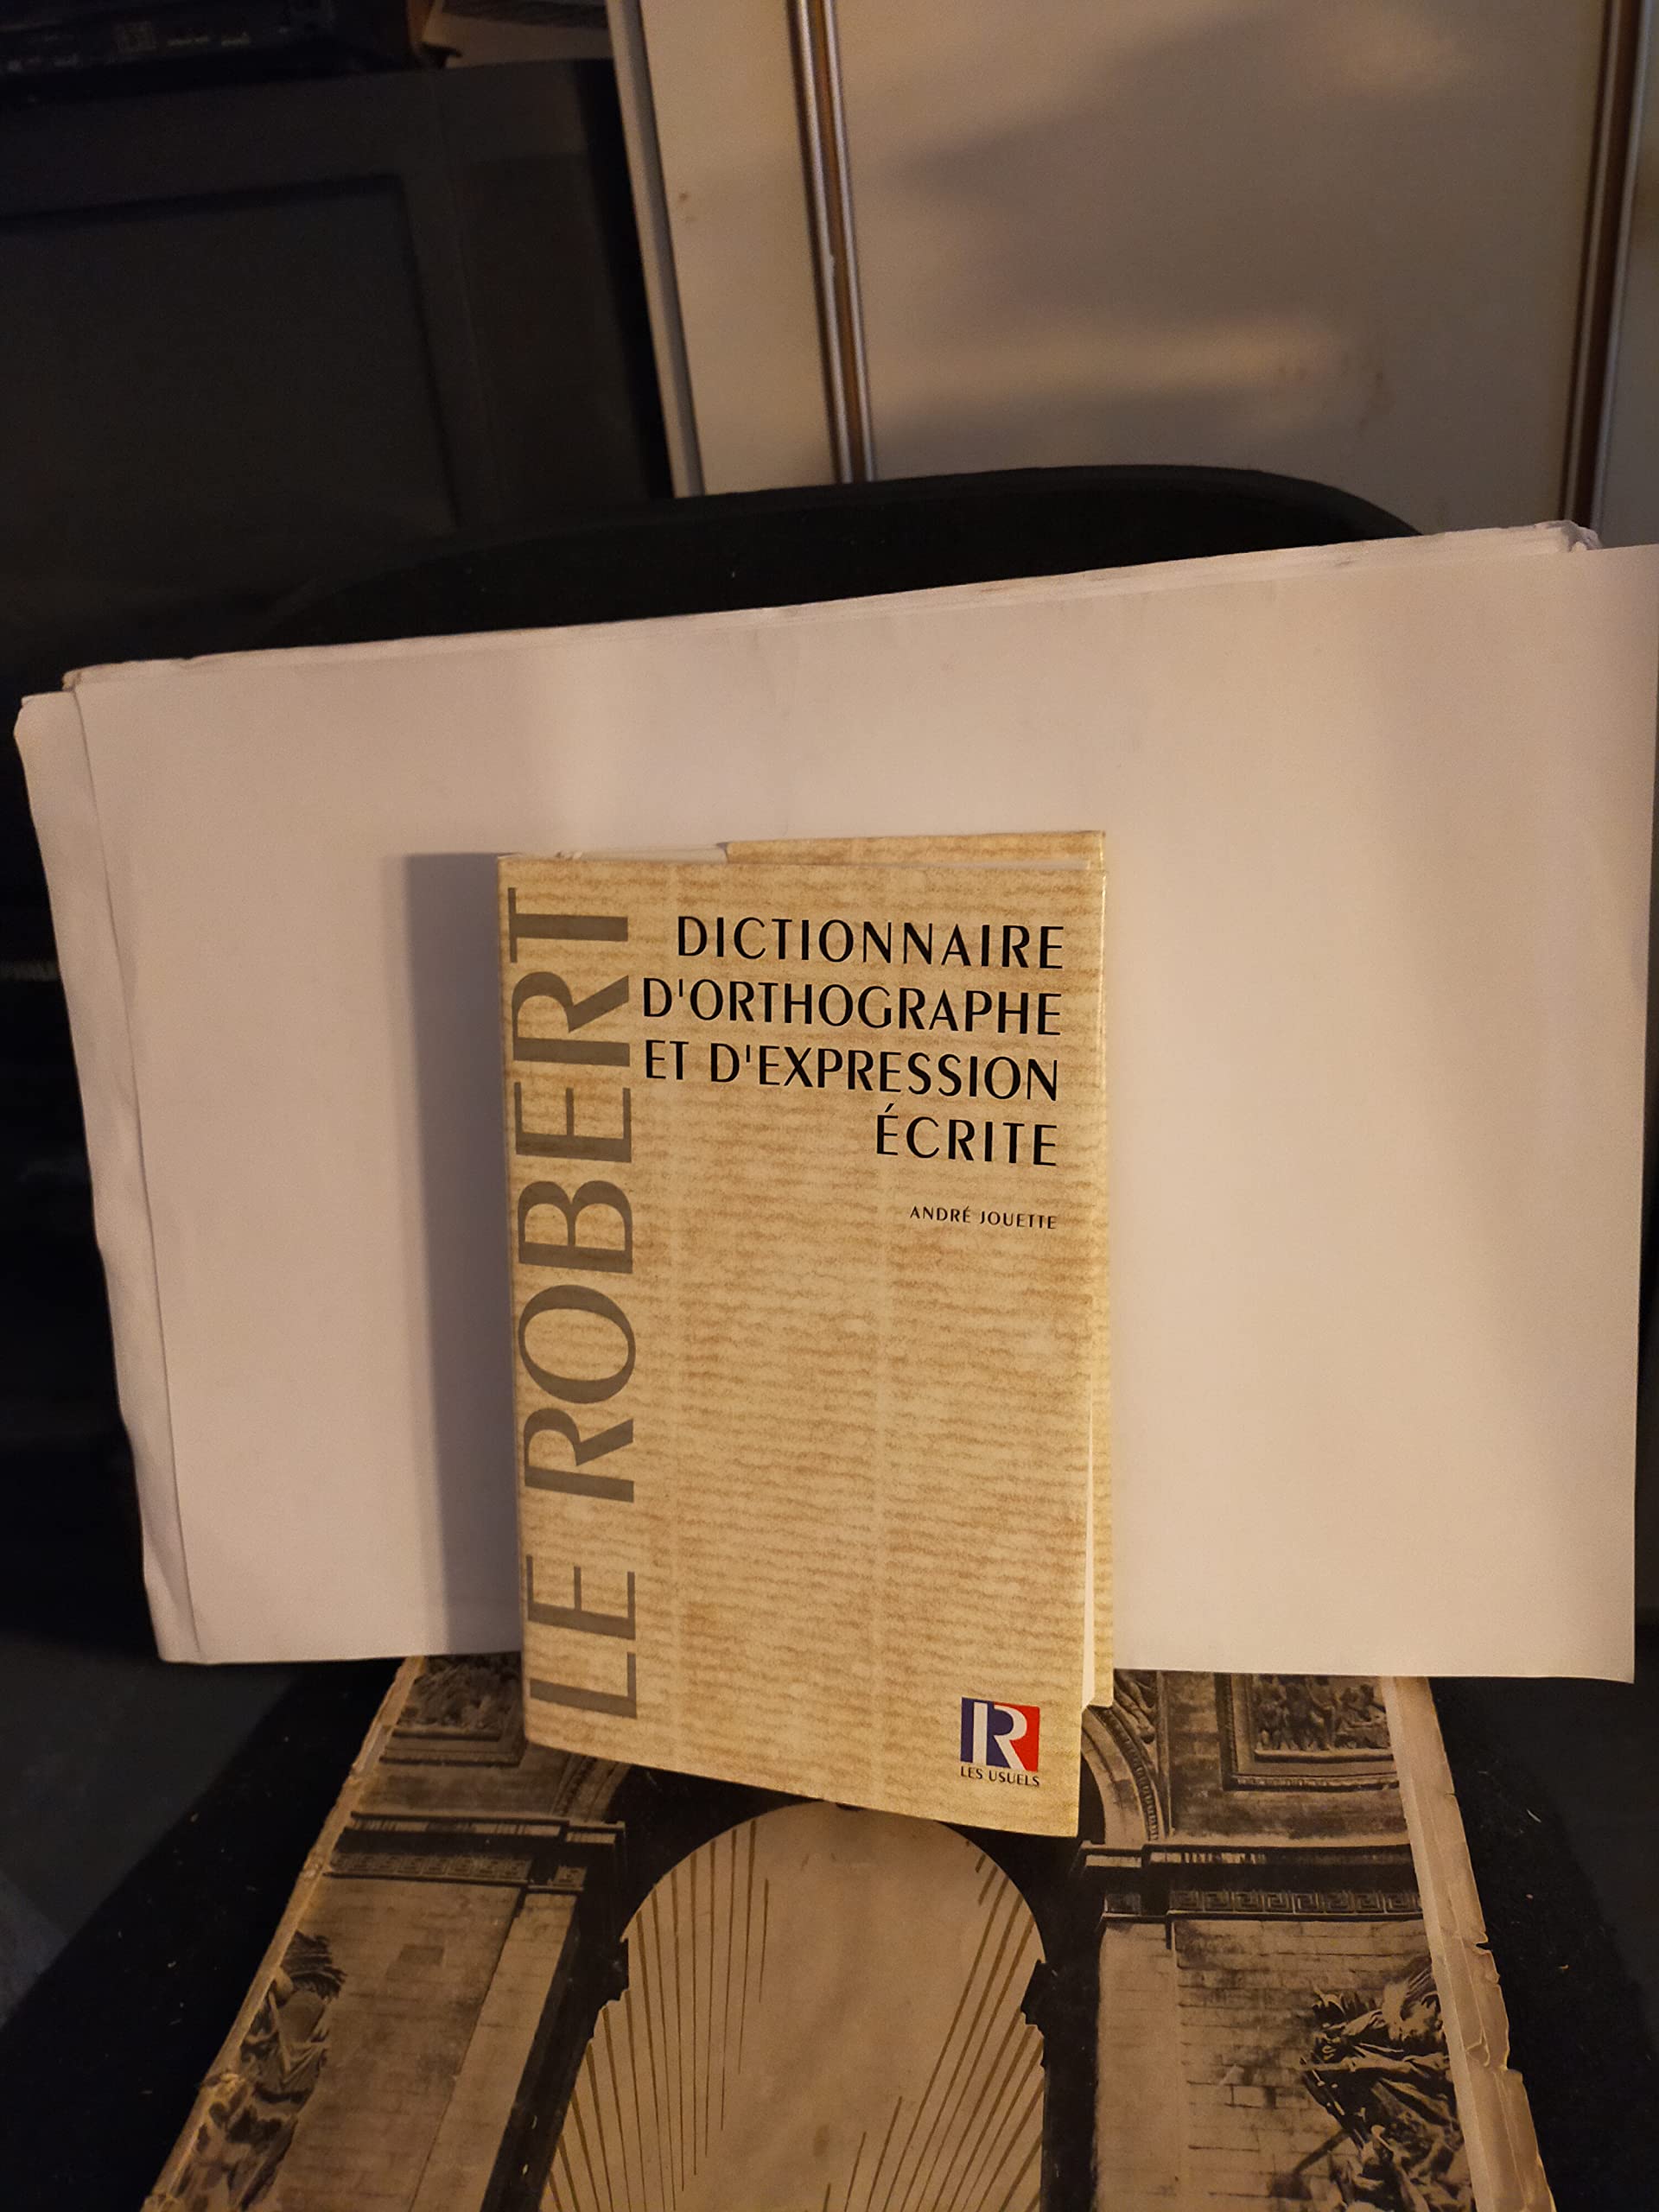 LE ROBERT
DICTIONNAIRE
D'ORTHOGRAPHE
ET D'EXPRESSION
ÉCRITE
ANDRÉ JOUETTE
R
LES USUELS